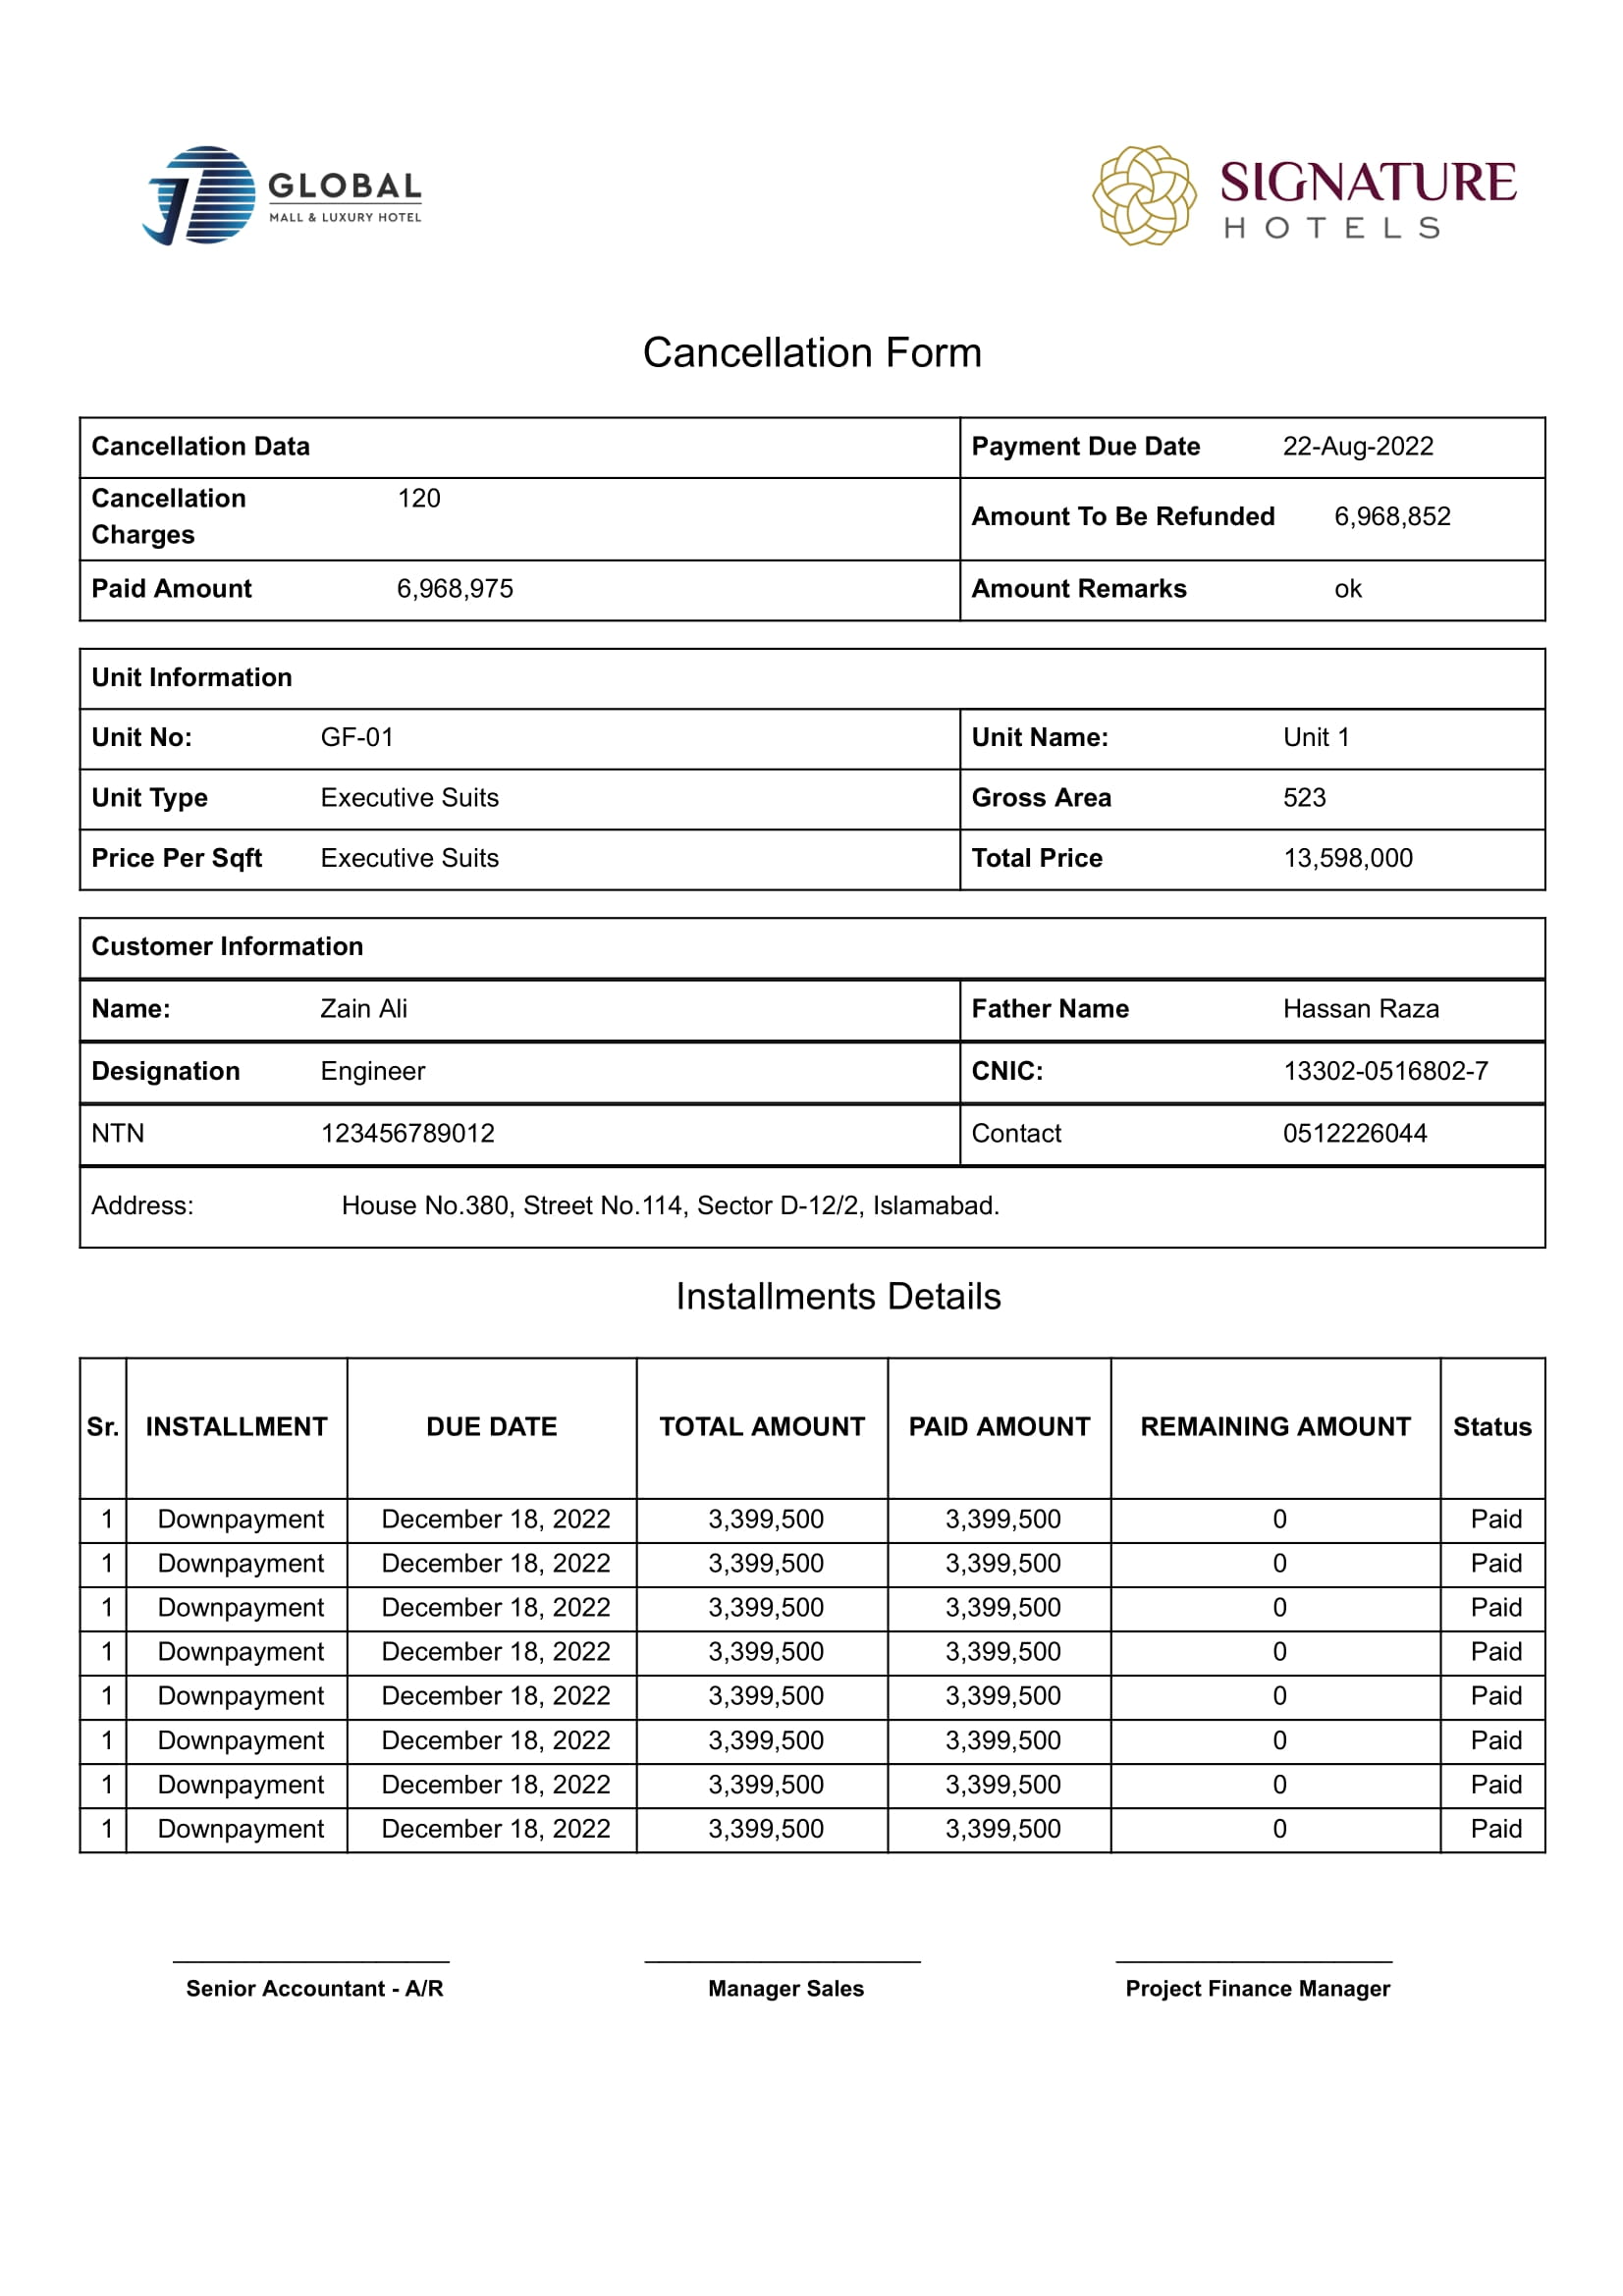 GLOBAL
MALL & LUXURY HOTEL
SIGNATURE
HOTELS
Cancellation Form
Cancellation Data Payment Due Date 22-Aug-2022
Cancellation Charges 120 Amount To Be Refunded 6,968,852
Paid Amount 6,968,975 Amount Remarks ok
Unit Information
Unit No: GF-01 Unit Name: Unit 1
Unit Type Executive Suits Gross Area 523
Price Per Sqft Executive Suits Total Price 13,598,000
Customer Information
Name: Zain Ali Father Name Hassan Raza
Designation Engineer CNIC: 13302-0516802-7
NTN 123456789012 Contact 0512226044
Address: House No.380, Street No.114, Sector D-12/2, Islamabad.
Installments Details
Sr. INSTALLMENT DUE DATE TOTAL AMOUNT PAID AMOUNT REMAINING AMOUNT Status
1 Downpayment December 18, 2022 3,399,500 3,399,500 0 Paid
1 Downpayment December 18, 2022 3,399,500 3,399,500 0 Paid
1 Downpayment December 18, 2022 3,399,500 3,399,500 0 Paid
1 Downpayment December 18, 2022 3,399,500 3,399,500 0 Paid
1 Downpayment December 18, 2022 3,399,500 3,399,500 0 Paid
1 Downpayment December 18, 2022 3,399,500 3,399,500 0 Paid
1 Downpayment December 18, 2022 3,399,500 3,399,500 0 Paid
1 Downpayment December 18, 2022 3,399,500 3,399,500 0 Paid
Senior Accountant - A/R Manager Sales Project Finance Manager